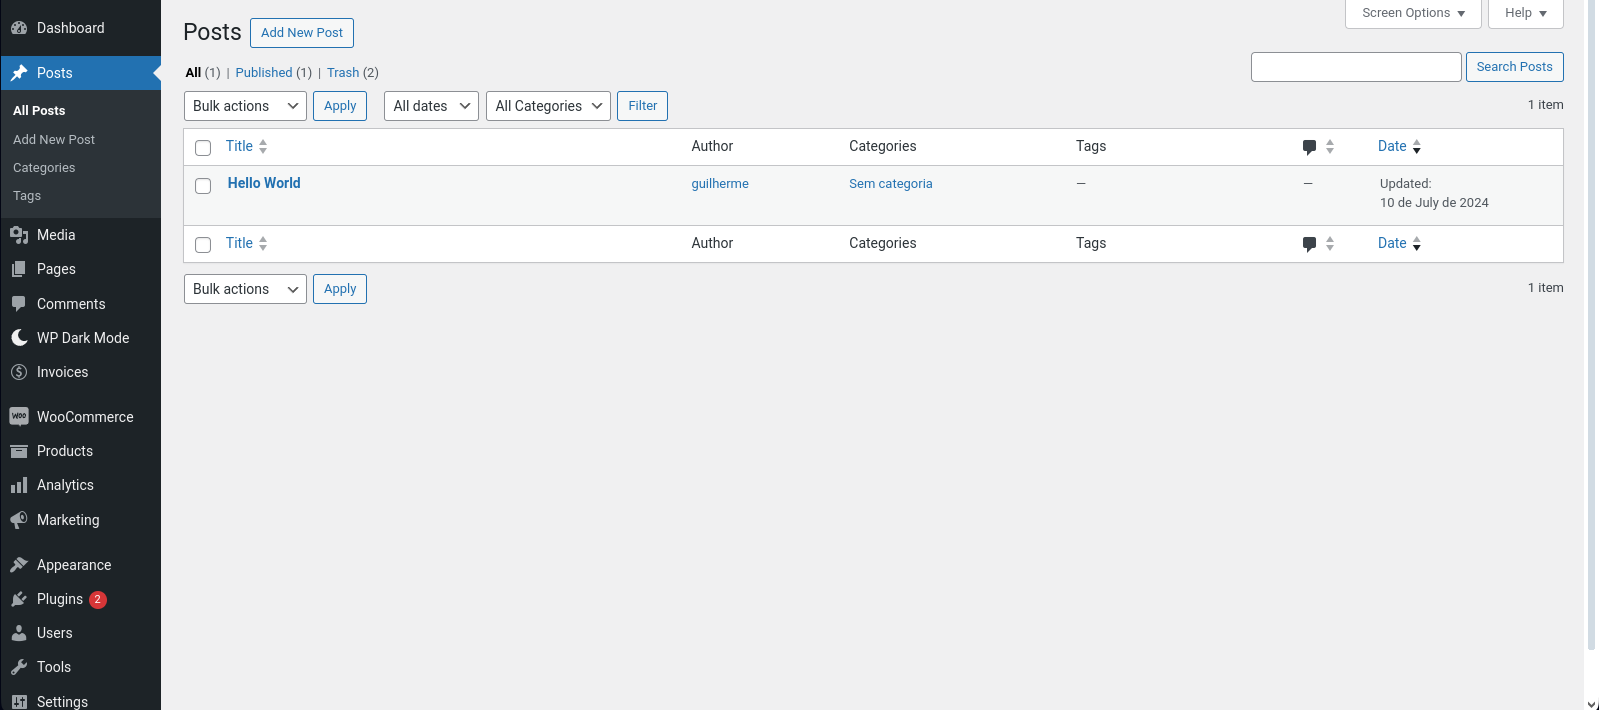 Dashboard
Posts
All Posts
Add New Post
Categories
Tags
Media
Pages
Comments
WP Dark Mode
Invoices
WOO WooCommerce
Products
Analytics
Marketing
Appearance
Plugins 2
Users
Tools
Settings
Screen Options Help
Posts Add New Post
All (1) | Published (1) | Trash (2)
Search Posts
Bulk actions Apply All dates All Categories Filter 1 item
Title Author Categories Tags Date
Hello World guilherme Sem categoria — — Updated:
10 de July de 2024
Title Author Categories Tags Date
Bulk actions Apply 1 item